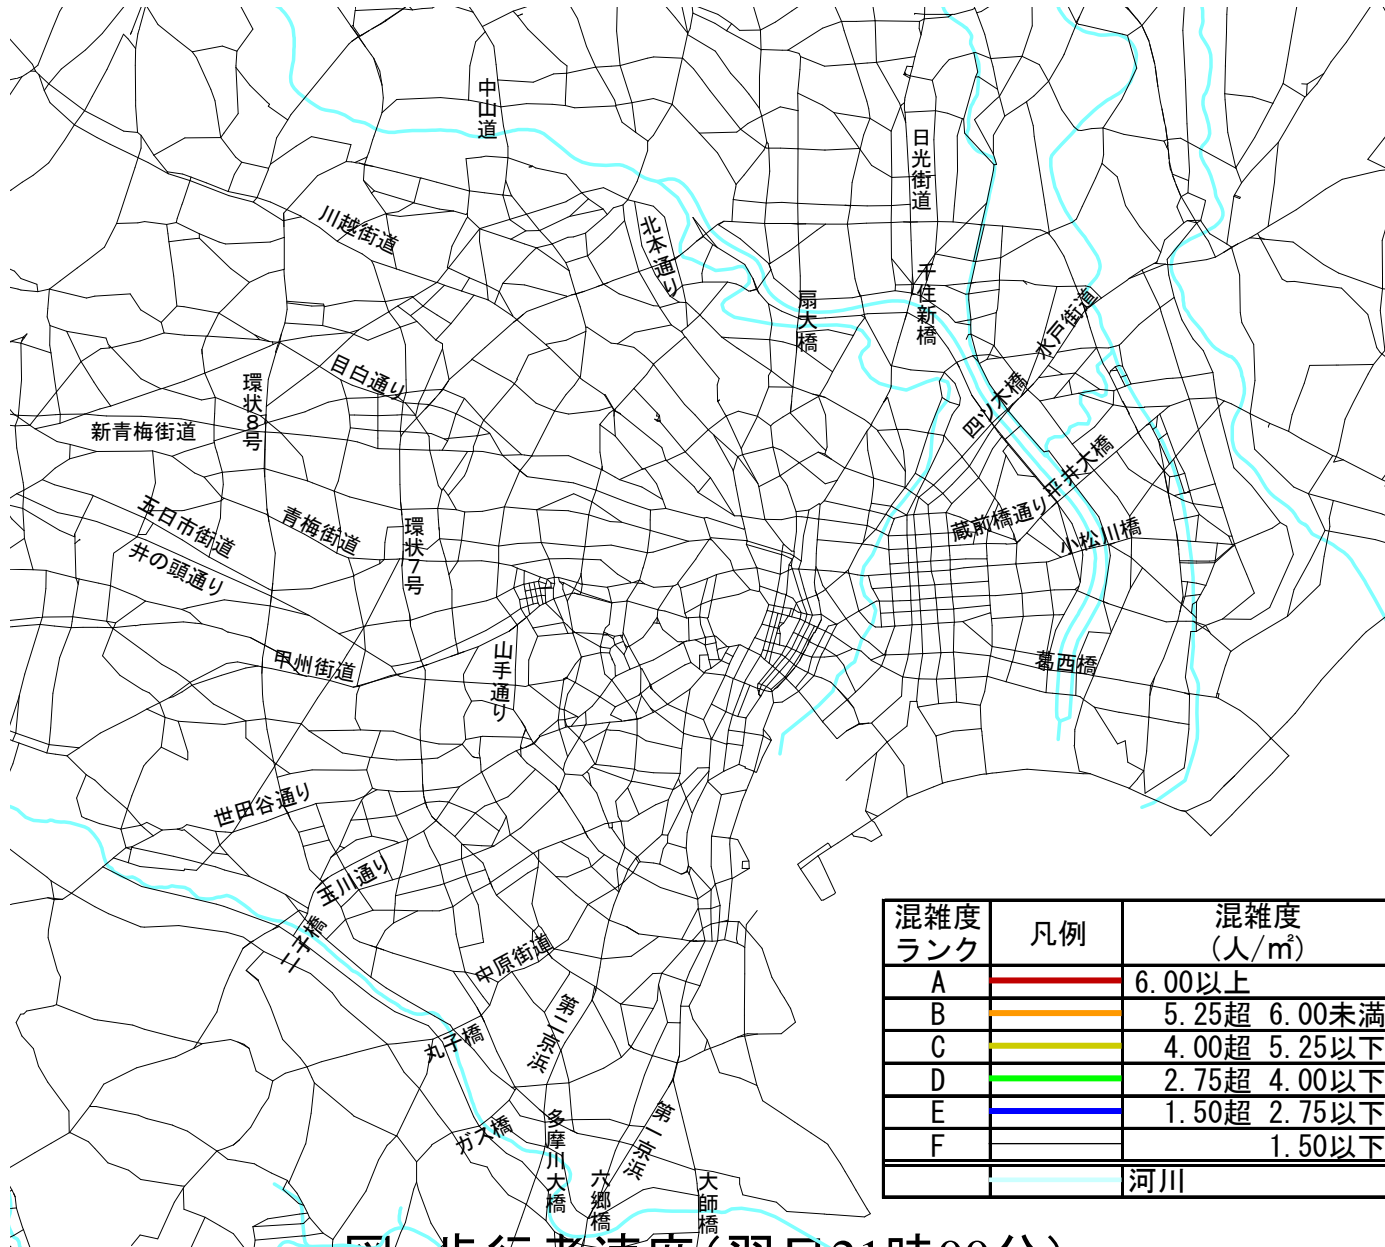 中山道
日光街道
川越街道
北本通り
千住新橋
扇大橋
水戸街道
目白通り
環状8号
四ツ木橋
新青梅街道
平井大橋
五日市街道
青梅街道
環状7号
蔵前橋通り
小松川橋
井の頭通り
甲州街道
山手通り
葛西橋
世田谷通り
玉川通り
二子橋
中原街道
第二京浜
丸子橋
ガス橋
多摩川大橋
第一京浜
六郷橋
大師橋
混雑度ランク 凡例 混雑度(人/㎡)
A 6.00以上
B 5.25超 6.00未満
C 4.00超 5.25以下
D 2.75超 4.00以下
E 1.50超 2.75以下
F 1.50以下
河川